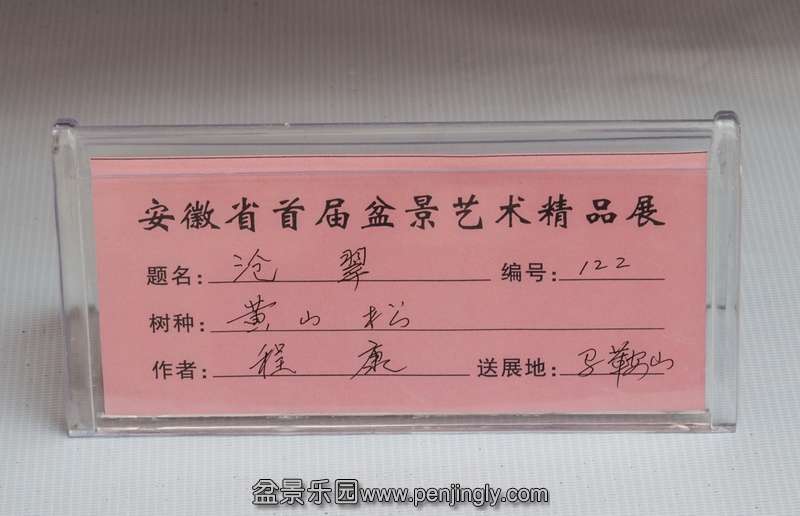 安徽省首届盆景艺术精品展
题名：沧翠 编号：122
树种：黄山松
作者：程康 送展地：马鞍山
盆景乐园www.penjingly.com